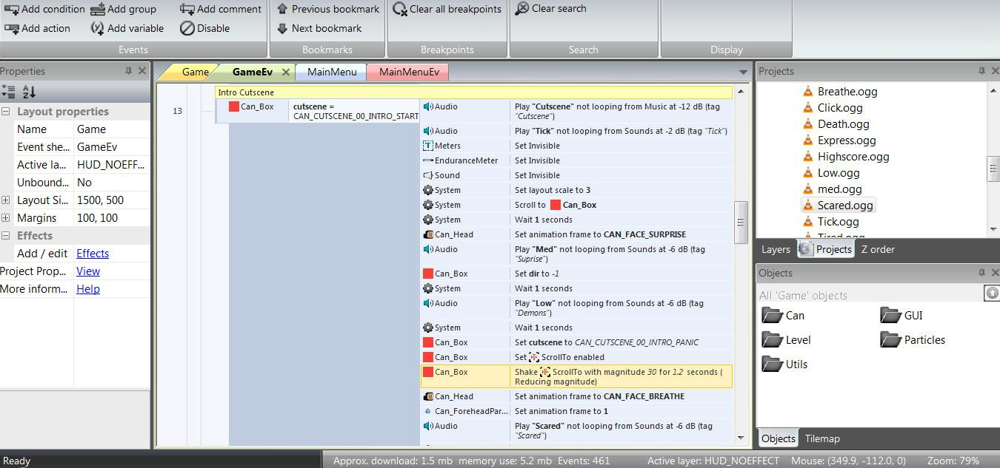 Add condition
Add group
Add comment
Add action
Add variable
Disable
Events
Previous bookmark
Next bookmark
Bookmarks
Clear all breakpoints
Breakpoints
Clear search
Search
Display
Properties
Layout properties
Name Game
Event she... GameEv
Active la... HUD_NOEFF...
Unbound... No
Layout Si... 1500, 500
Margins 100, 100
Effects
Add / edit Effects
Project Prop... View
More inform... Help
Game
GameEv
MainMenu
MainMenuEv
Intro Cutscene
13
Can_Box
cutscene =
CAN_CUTSCENE_00_INTRO_START
Audio Play "Cutscene" not looping from Music at -12 dB (tag
"Cutscene")
Audio Play "Tick" not looping from Sounds at -2 dB (tag "Tick")
Meters Set Invisible
EnduranceMeter Set Invisible
Sound Set Invisible
System Set layout scale to 3
System Scroll to Can_Box
System Wait 1 seconds
Can_Head Set animation frame to CAN_FACE_SURPRISE
Audio Play "Med" not looping from Sounds at -6 dB (tag
"Suprise")
Can_Box Set dir to -1
System Wait 1 seconds
Audio Play "Low" not looping from Sounds at -6 dB (tag
"Demons")
System Wait 1 seconds
Can_Box Set cutscene to CAN_CUTSCENE_00_INTRO_PANIC
Can_Box Set ScrollTo enabled
Can_Box Shake ScrollTo with magnitude 30 for 1.2 seconds (
Reducing magnitude)
Can_Head Set animation frame to CAN_FACE_BREATHE
Can_ForeheadPar... Set animation frame to 1
Audio Play "Scared" not looping from Sounds at -6 dB (tag
"Scared")
Projects
Breathe.ogg
Click.ogg
Death.ogg
Express.ogg
Highscore.ogg
Low.ogg
med.ogg
Scared.ogg
Tick.ogg
Tired.ogg
Layers
Projects
Z order
Objects
All 'Game' objects
Can
GUI
Level
Particles
Utils
Objects
Tilemap
Ready
Approx. download: 1.5 mb memory use: 5.2 mb Events: 461
Active layer: HUD_NOEFFECT Mouse: (349.9, -112.0, 0) Zoom: 79%